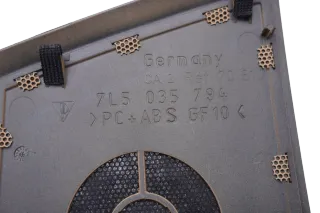 Germany
7L5 035 794
>PC+ABS GF10<